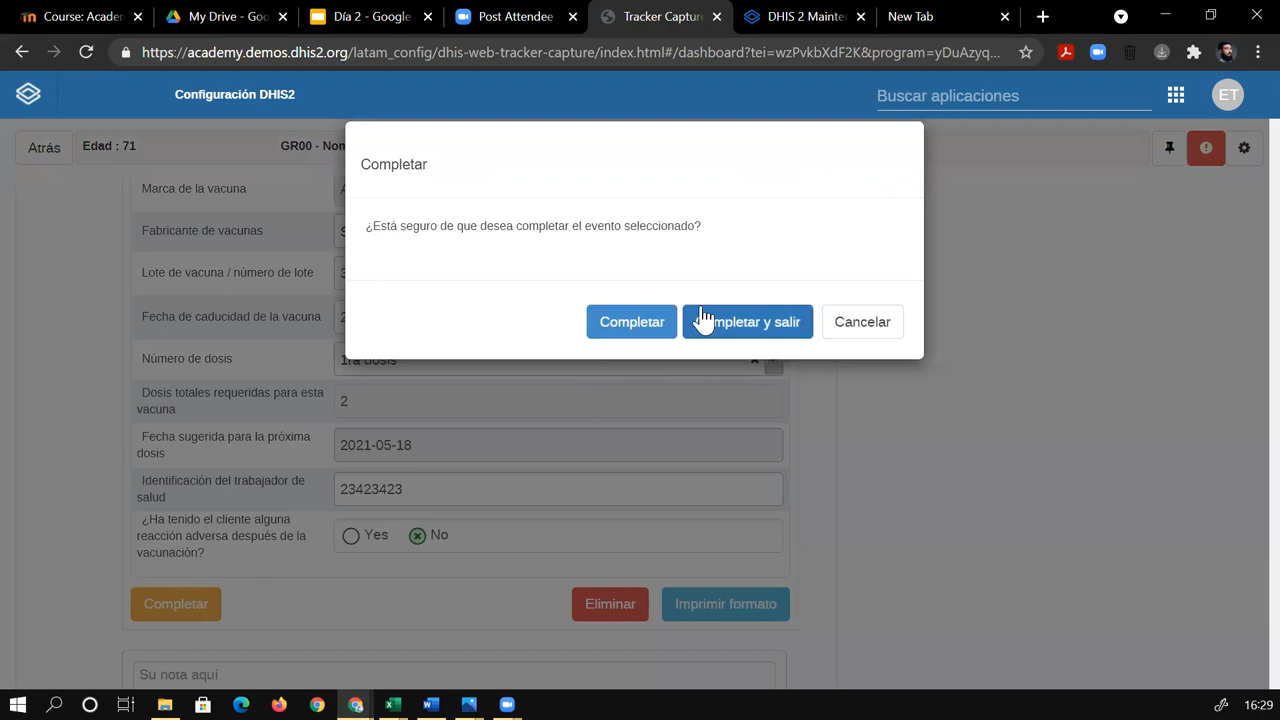 Course: Acader
My Drive - Goo
Día 2 - Google
Post Attendee
Tracker Captur
DHIS 2 Mainter
New Tab
https://academy.demos.dhis2.org/latam_config/dhis-web-tracker-capture/index.html#/dashboard?tei=wzPvkbXdF2K&program=yDuAzyq...
Configuración DHIS2
Buscar aplicaciones
ET
Atrás
Edad : 71
GR00 - Non
Completar
¿Está seguro de que desea completar el evento seleccionado?
Completar
mpletar y salir
Cancelar
Marca de la vacuna
Fabricante de vacunas
Lote de vacuna / número de lote
Fecha de caducidad de la vacuna
Número de dosis
1ra dosis
Dosis totales requeridas para esta
vacuna
2
Fecha sugerida para la próxima
dosis
2021-05-18
Identificación del trabajador de
salud
23423423
¿Ha tenido el cliente alguna
reacción adversa después de la
vacunación?
Yes
No
Completar
Eliminar
Imprimir formato
Su nota aquí
16:29